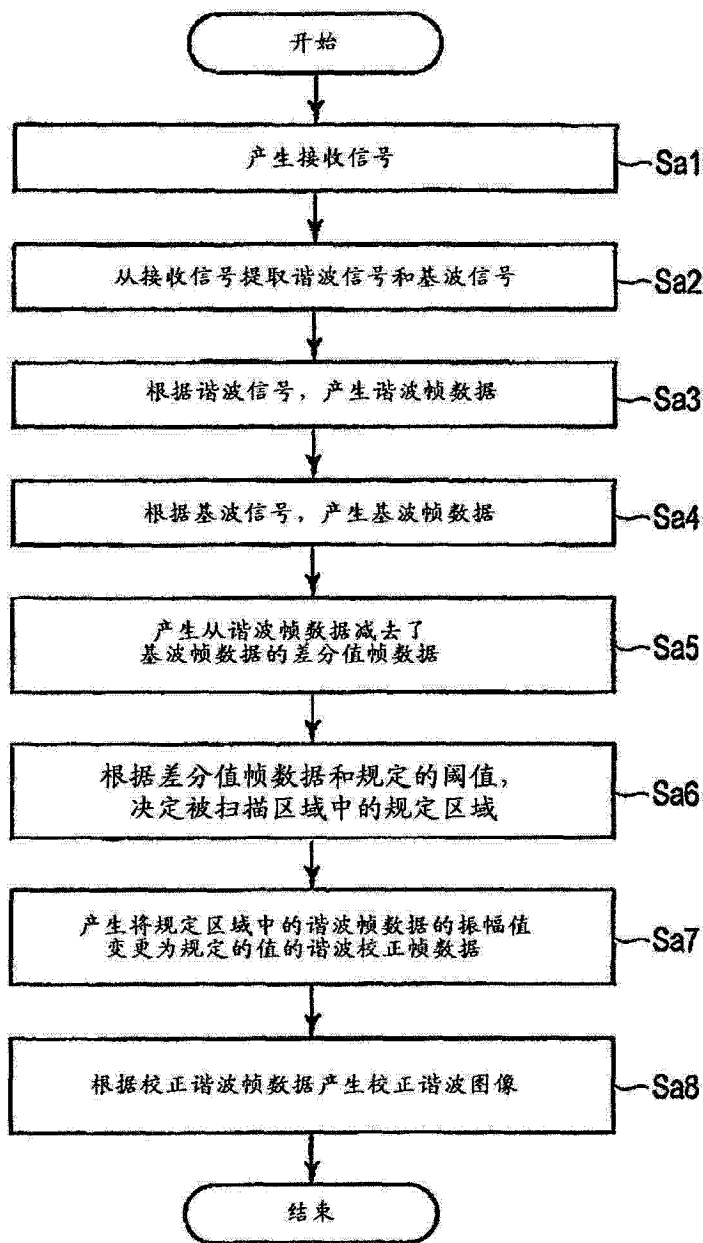 开始
产生接收信号
Sa1
从接收信号提取谐波信号和基波信号
Sa2
根据谐波信号，产生谐波帧数据
Sa3
根据基波信号，产生基波帧数据
Sa4
产生从谐波帧数据减去了
基波帧数据的差分值帧数据
Sa5
根据差分值帧数据和规定的阈值，
决定被扫描区域中的规定区域
Sa6
产生将规定区域中的谐波帧数据的振幅值
变更为规定的值的谐波校正帧数据
Sa7
根据校正谐波帧数据产生校正谐波图像
Sa8
结束